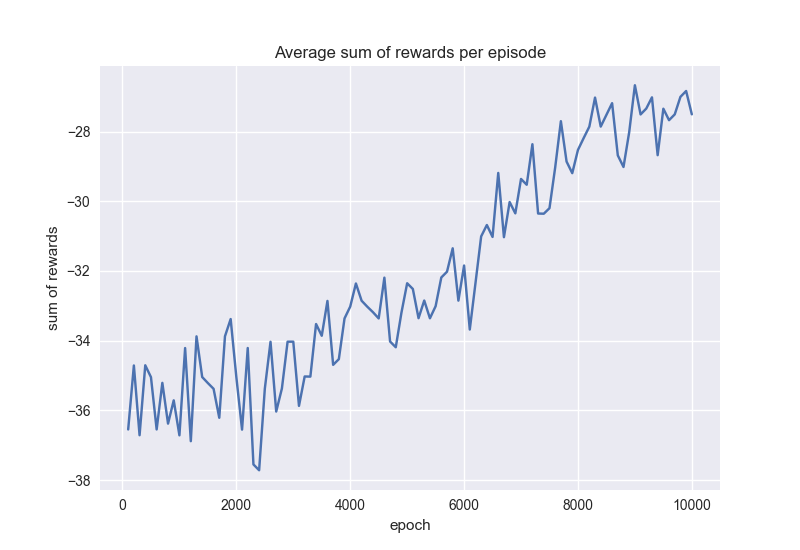 Average sum of rewards per episode
sum of rewards
−28
−30
−32
−34
−36
−38
0 2000 4000 6000 8000 10000
epoch